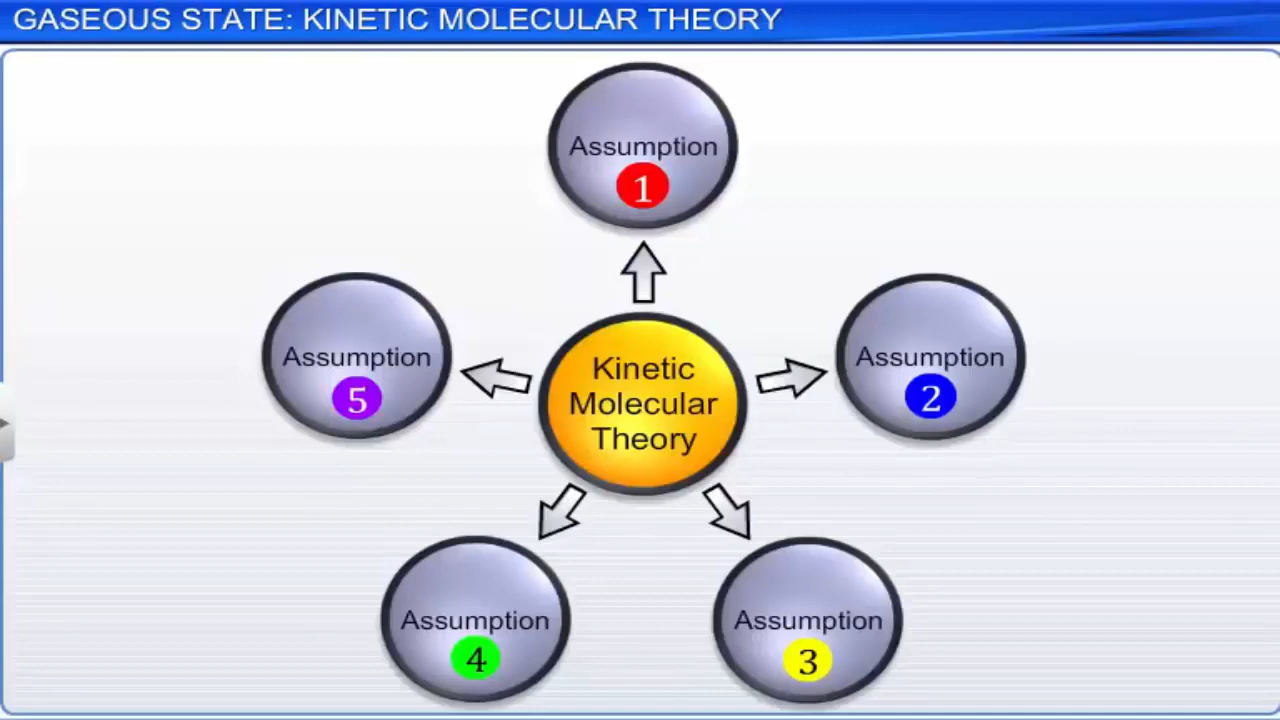 GASEOUS STATE: KINETIC MOLECULAR THEORY
Assumption
1
Assumption
5
Kinetic
Molecular
Theory
Assumption
2
Assumption
4
Assumption
3